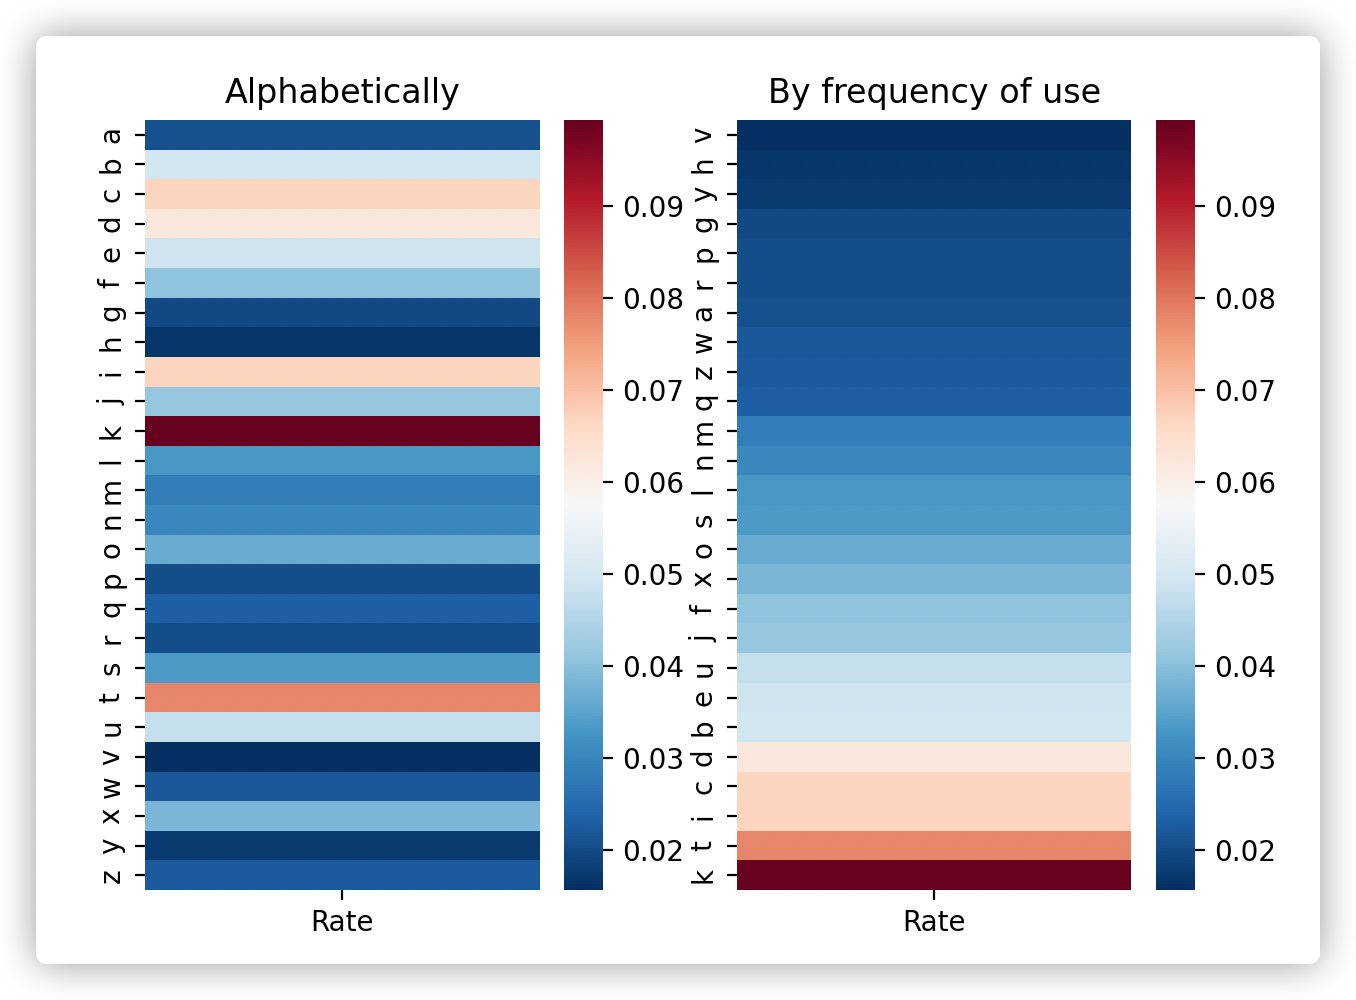 Alphabetically
a
b
c
d
e
f
g
h
i
j
k
l
m
n
o
p
q
r
s
t
u
v
w
x
y
z
Rate
0.09
0.08
0.07
0.06
0.05
0.04
0.03
0.02
By frequency of use
v
h
y
g
p
r
a
w
z
q
m
n
l
s
o
x
f
j
u
e
b
d
c
i
t
k
Rate
0.09
0.08
0.07
0.06
0.05
0.04
0.03
0.02